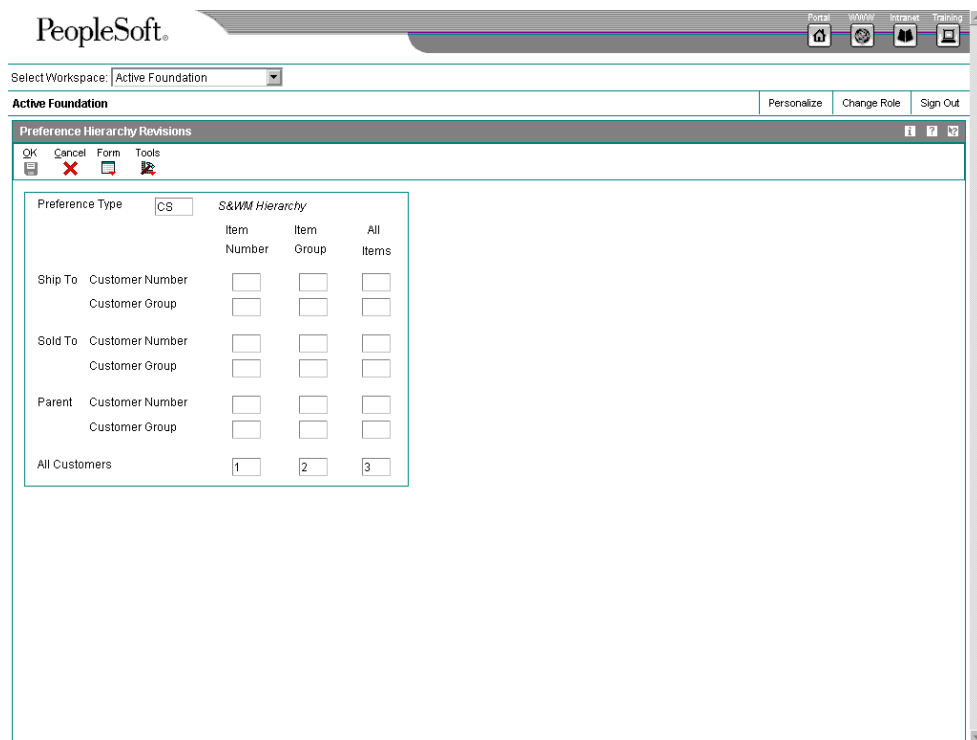 Portal WWW Intranet Training
PeopleSoft®
Select Workspace: Active Foundation
Active Foundation Personalize Change Role Sign Out
Preference Hierarchy Revisions
OK Cancel Form Tools
Preference Type CS S&WM Hierarchy
Item Item All
Number Group Items
Ship To Customer Number
Customer Group
Sold To Customer Number
Customer Group
Parent Customer Number
Customer Group
All Customers 1 2 3